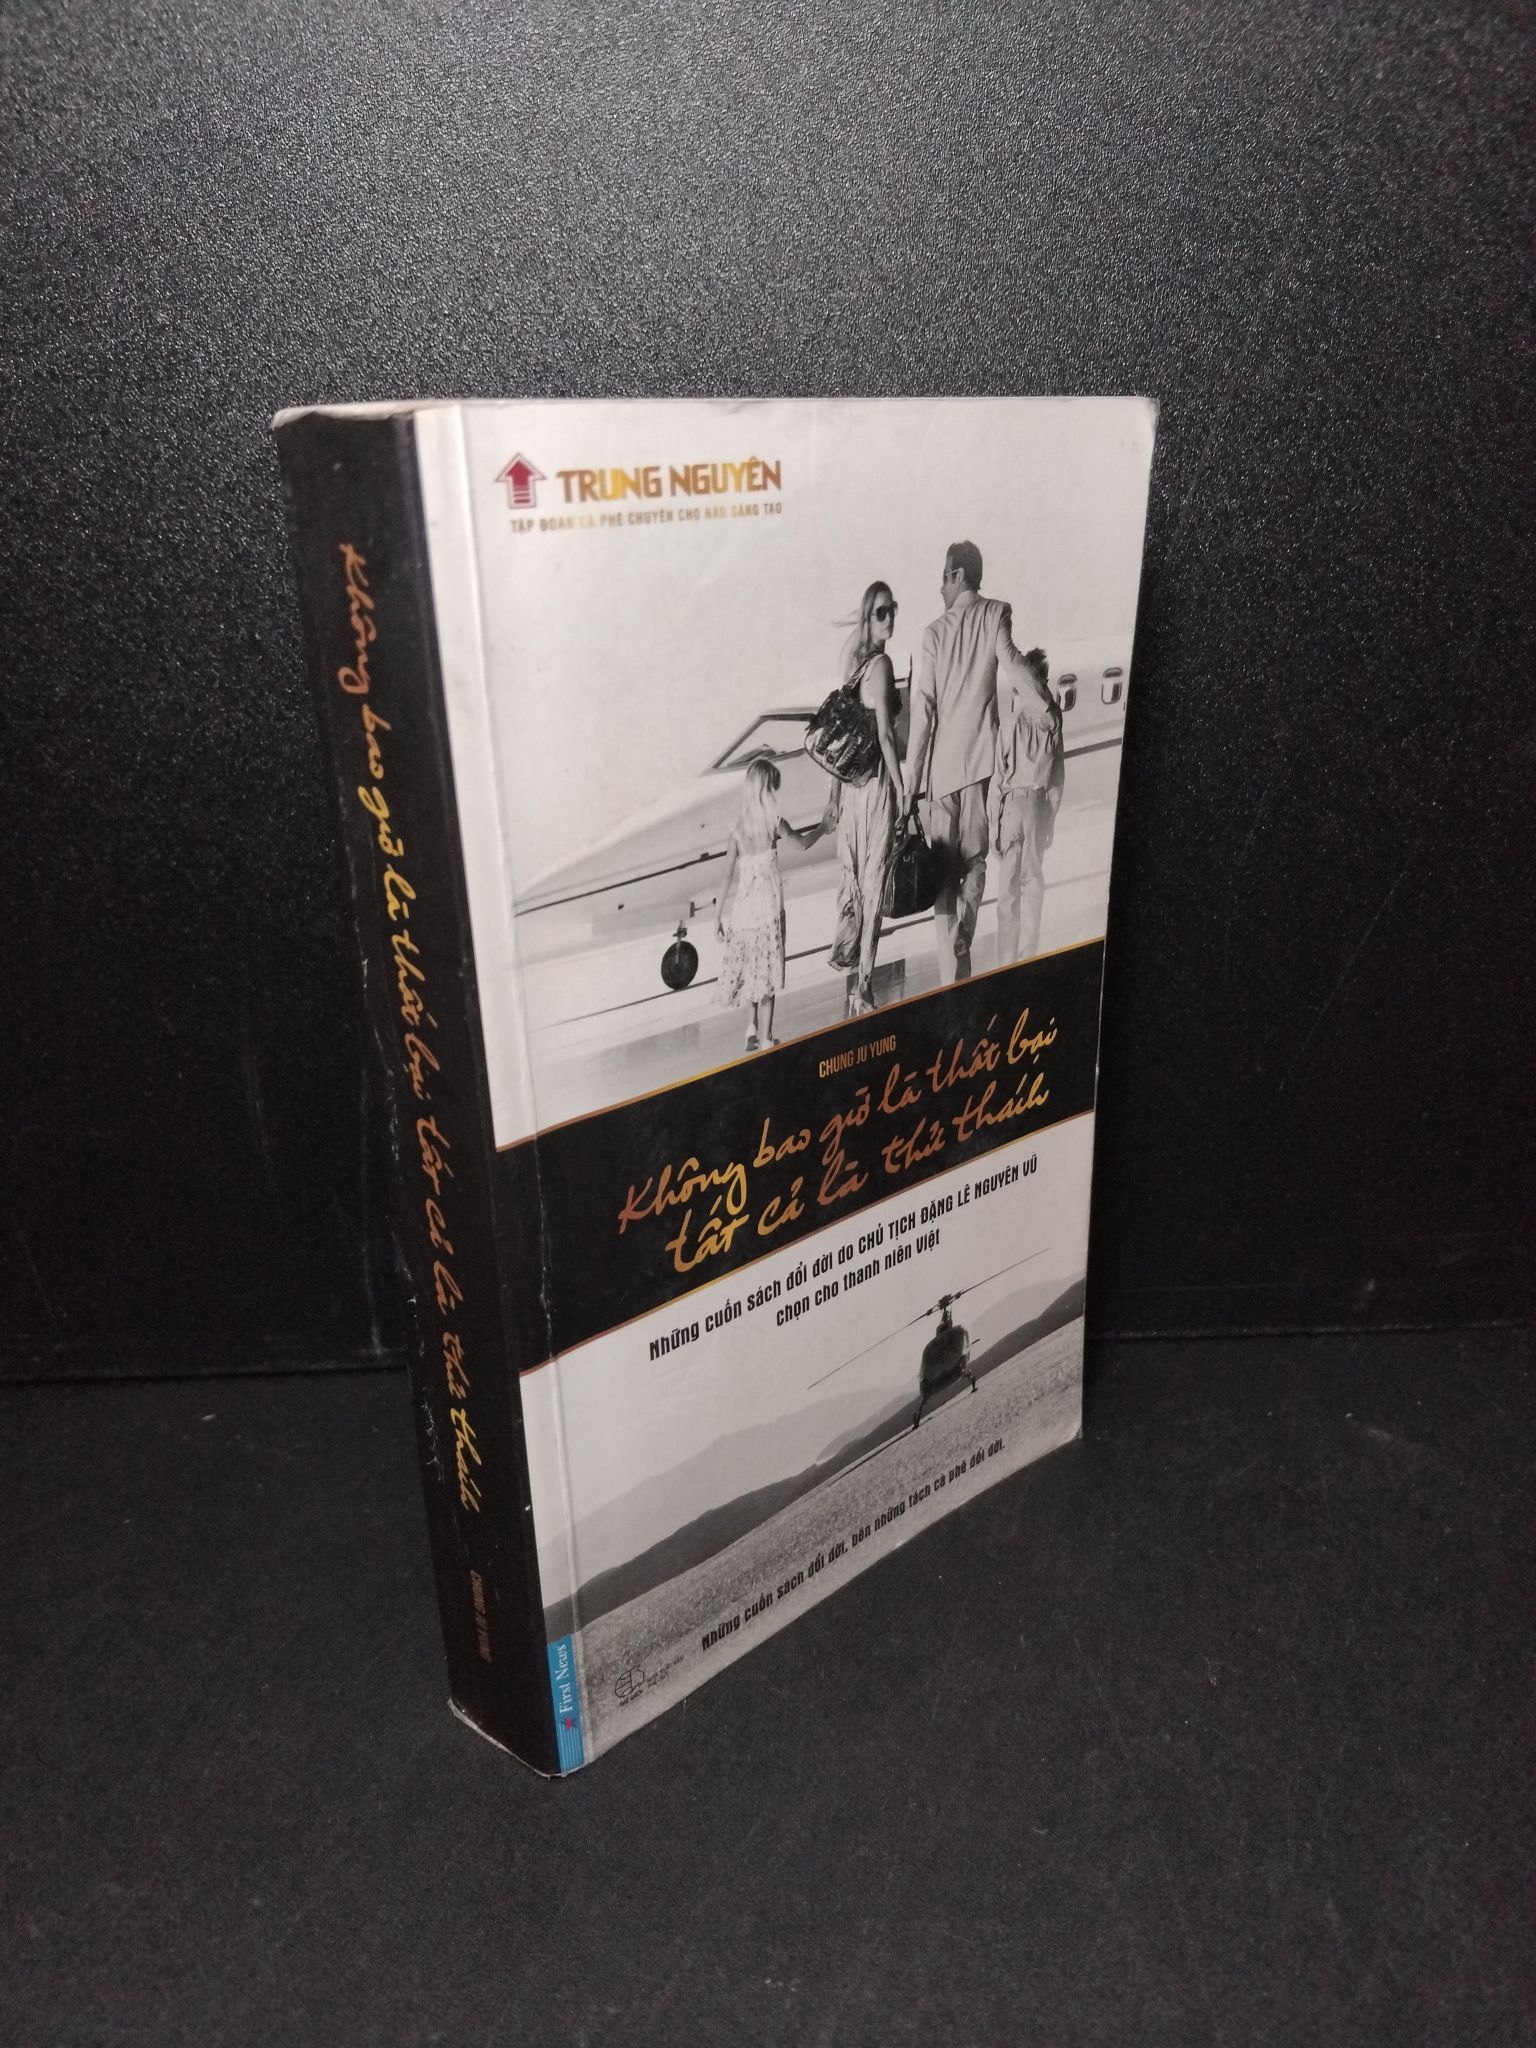 TRUNG NGUYÊN
TẬP ĐOÀN CÀ PHÊ CHUYÊN CHO NÃO SÁNG TẠO
CHUNG JU YUNG
Không bao giờ là thất bại
tất cả là thử thách
Những cuốn sách đổi đời do CHỦ TỊCH ĐẶNG LÊ NGUYÊN VŨ
chọn cho thanh niên Việt
Những cuốn sách đổi đời, bên những tách cà phê đổi đời.
Không bao giờ là thất bại tất cả là thử thách
CHUNG JU YUNG
First News